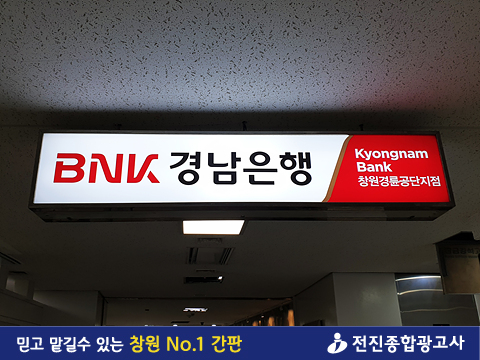 BNK 경남은행
Kyongnam
Bank
창원경륜공단지점
믿고 맡길수 있는 창원 No.1 간판
전진종합광고사